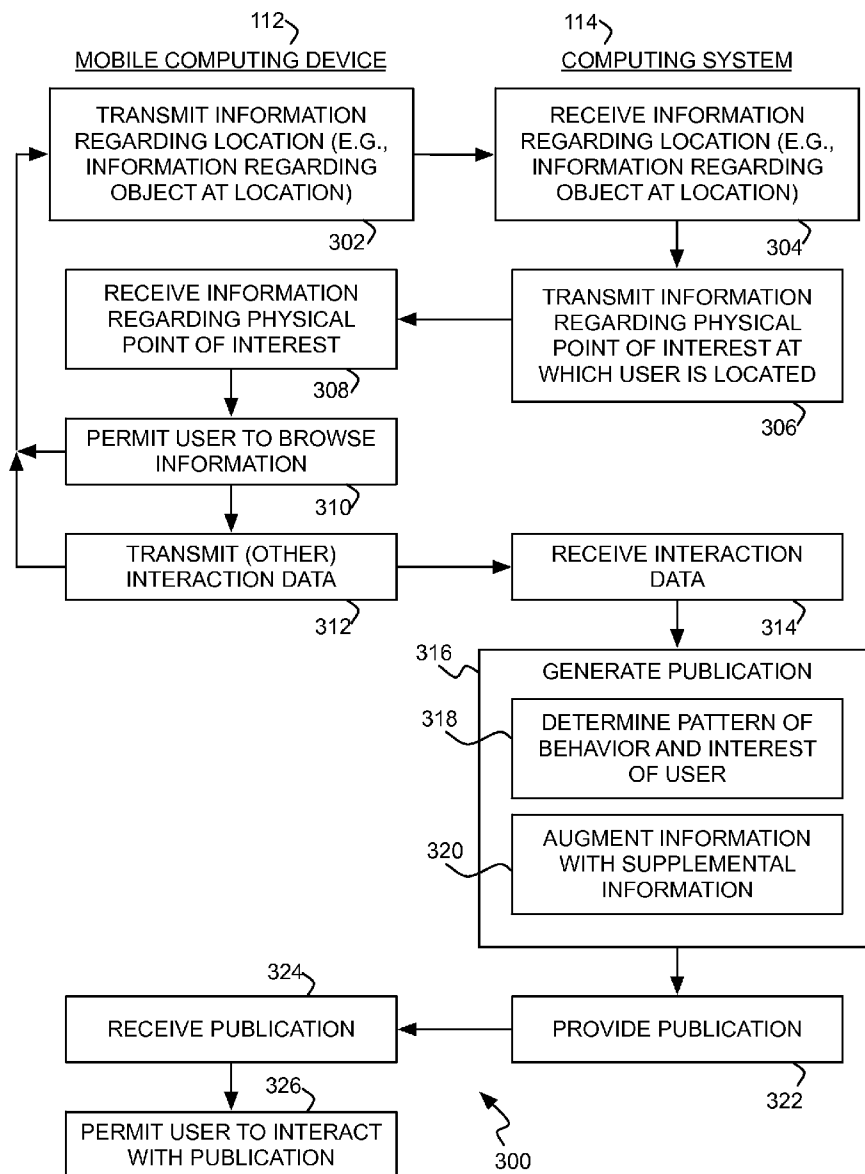 112
MOBILE COMPUTING DEVICE
114
COMPUTING SYSTEM
TRANSMIT INFORMATION
REGARDING LOCATION (E.G.,
INFORMATION REGARDING
OBJECT AT LOCATION)
302
RECEIVE INFORMATION
REGARDING LOCATION (E.G.,
INFORMATION REGARDING
OBJECT AT LOCATION)
304
TRANSMIT INFORMATION
REGARDING PHYSICAL
POINT OF INTEREST AT
WHICH USER IS LOCATED
306
RECEIVE INFORMATION
REGARDING PHYSICAL
POINT OF INTEREST
308
PERMIT USER TO BROWSE
INFORMATION
310
TRANSMIT (OTHER)
INTERACTION DATA
312
RECEIVE INTERACTION
DATA
314
316
GENERATE PUBLICATION
318
DETERMINE PATTERN OF
BEHAVIOR AND INTEREST
OF USER
320
AUGMENT INFORMATION
WITH SUPPLEMENTAL
INFORMATION
PROVIDE PUBLICATION
322
324
RECEIVE PUBLICATION
326
PERMIT USER TO INTERACT
WITH PUBLICATION
300